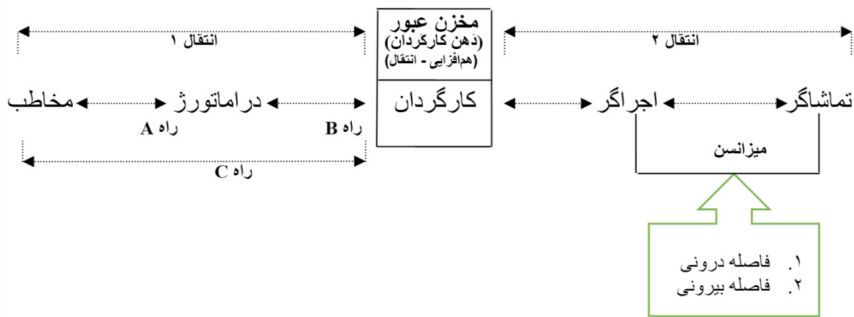 مخزن عبور
(ذهن کارگردان)
(هم‌افزایی - انتقال)
انتقال ۲
انتقال ۱
تماشاگر
اجراگر
کارگردان
دراماتورژ
مخاطب
راه B
راه A
راه C
میزانسن
۱. فاصله درونی
۲. فاصله بیرونی